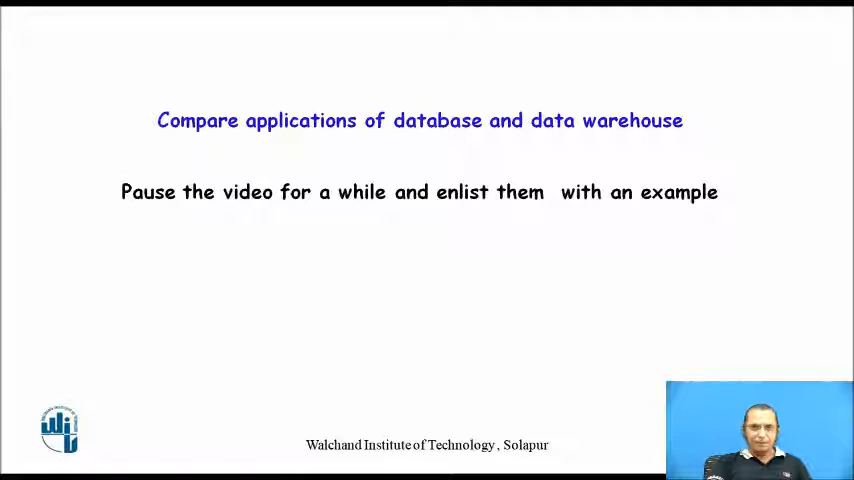 Compare applications of database and data warehouse
Pause the video for a while and enlist them with an example
Walchand Institute of Technology, Solapur